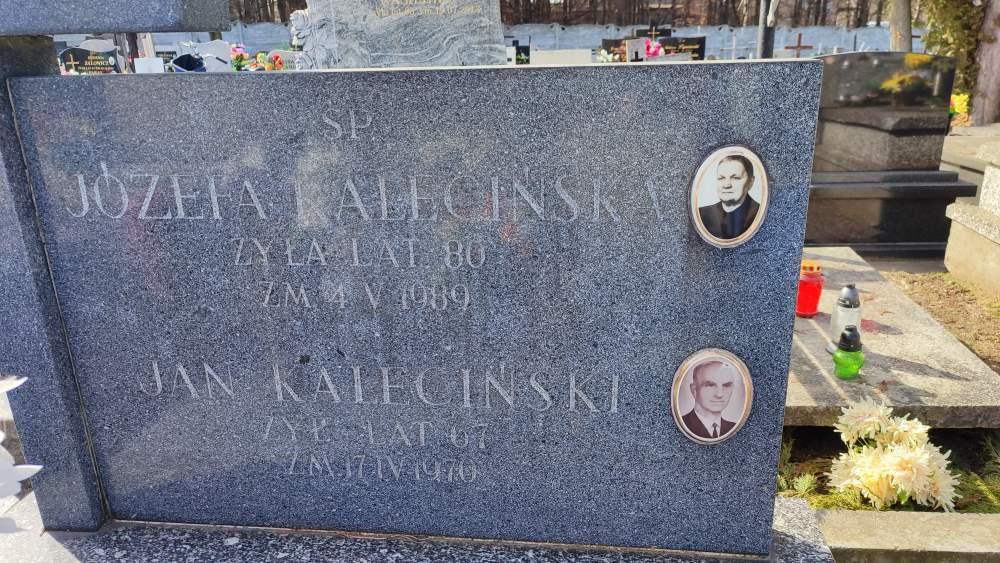 ŚP
JÓZEFA KALECIŃSKA
ŻYŁA LAT 80
ZM 4 V 1989
JAN KALECIŃSKI
ŻYŁ LAT 67
ZM 17 IV 1970